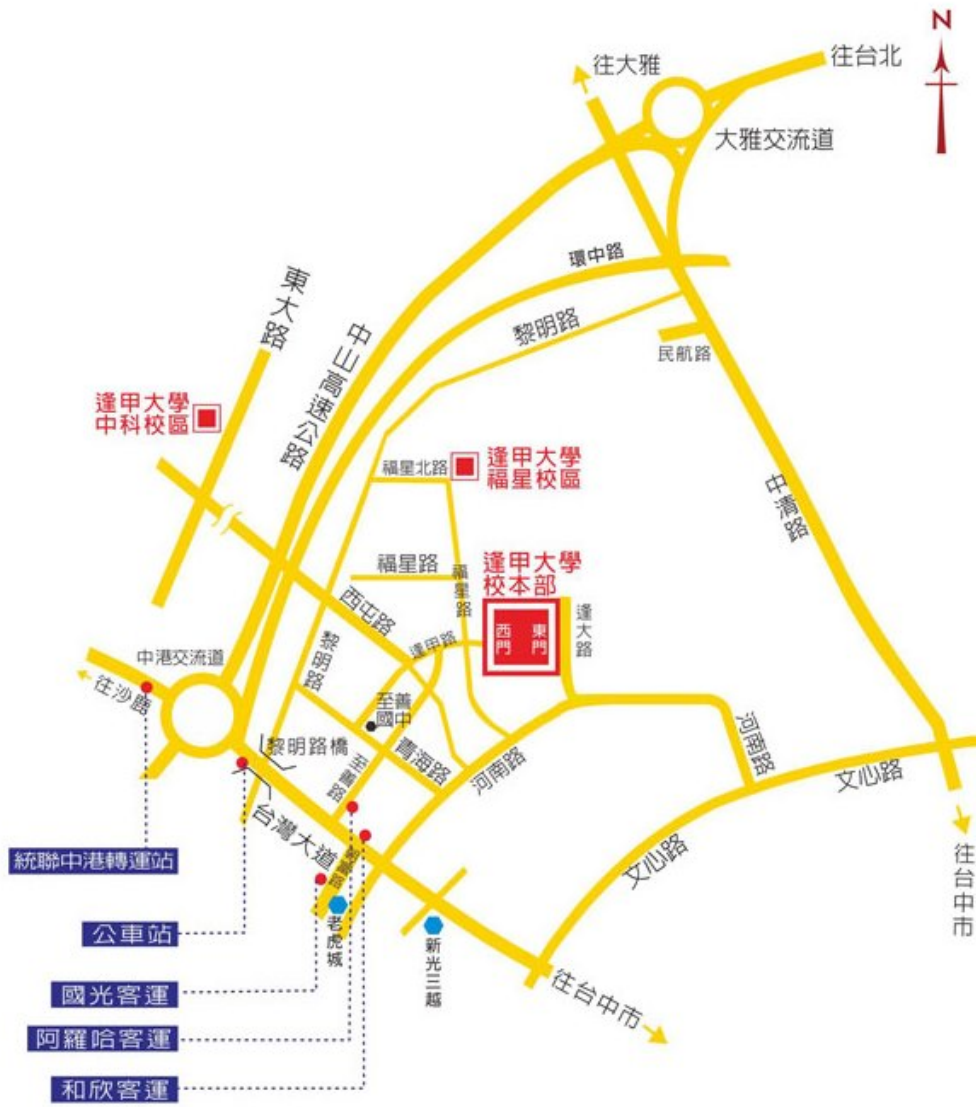 N
往台北
往大雅
大雅交流道
環中路
東大路
中山高速公路
黎明路
民航路
逢甲大學
中科校區
福星北路
逢甲大學
福星校區
中清路
福星路
福星路
逢甲大學
校本部
西屯路
西門
東門
逢大路
逢甲路
黎明路
中港交流道
往沙鹿
至善國中
黎明路橋
青海路
河南路
河南路
至善路
文心路
台灣大道
朝富路
文心路
統聯中港轉運站
往台中市
公車站
老虎城
新光三越
國光客運
往台中市
阿羅哈客運
和欣客運